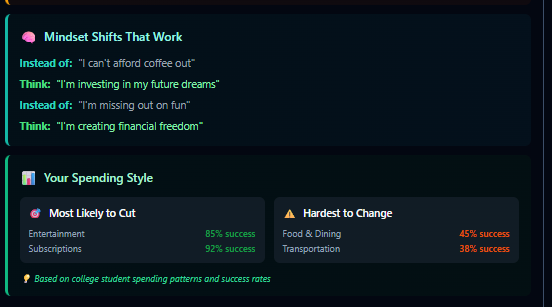 🧠 Mindset Shifts That Work
Instead of: "I can't afford coffee out"
Think: "I'm investing in my future dreams"
Instead of: "I'm missing out on fun"
Think: "I'm creating financial freedom"
📊 Your Spending Style
🎯 Most Likely to Cut
Entertainment 85% success
Subscriptions 92% success
⚠️ Hardest to Change
Food & Dining 45% success
Transportation 38% success
💡 Based on college student spending patterns and success rates